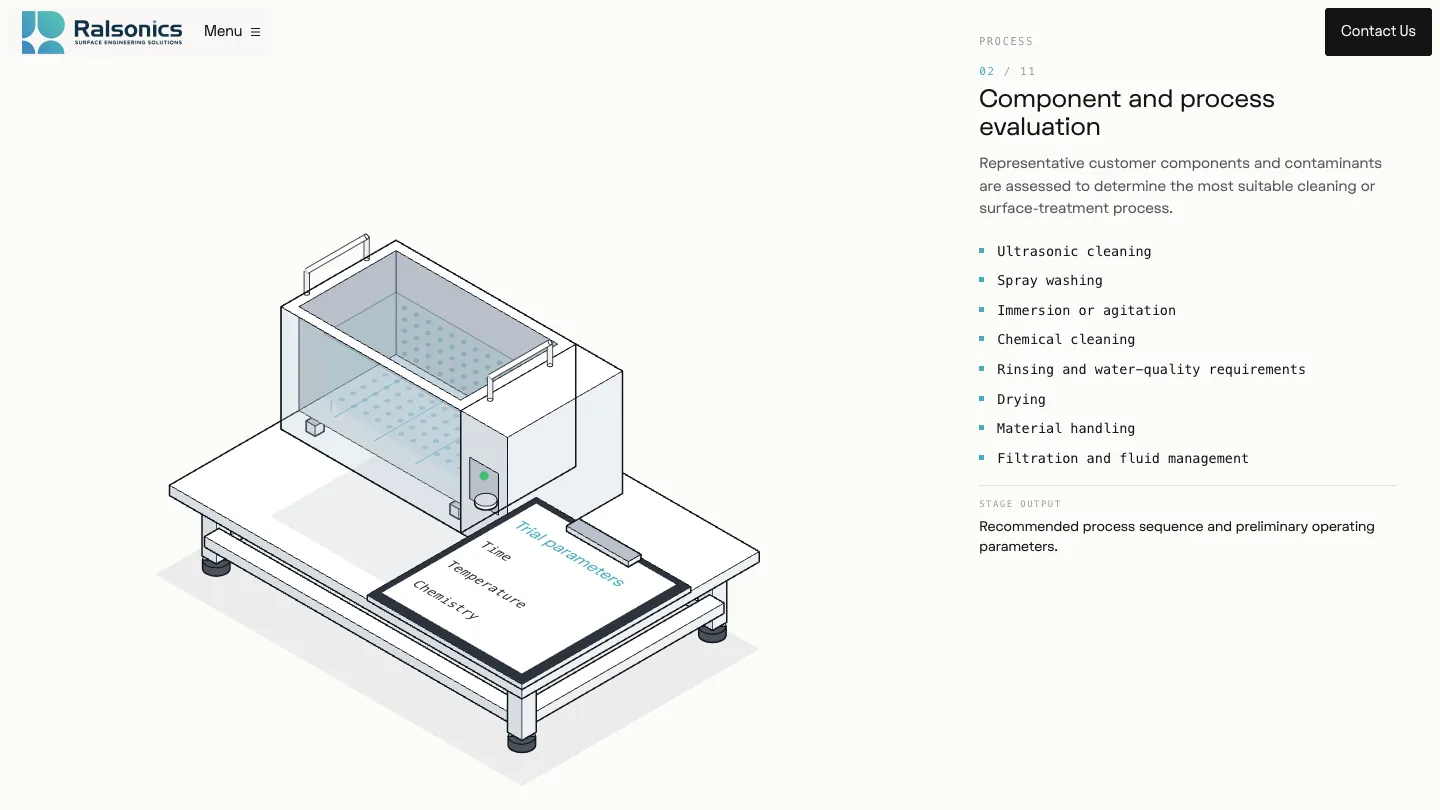 Ralsonics
SURFACE ENGINEERING SOLUTIONS
Menu
Contact Us
PROCESS
02 / 11
Component and process
evaluation
Representative customer components and contaminants
are assessed to determine the most suitable cleaning or
surface-treatment process.
Ultrasonic cleaning
Spray washing
Immersion or agitation
Chemical cleaning
Rinsing and water-quality requirements
Drying
Material handling
Filtration and fluid management
STAGE OUTPUT
Recommended process sequence and preliminary operating
parameters.
Trial parameters
Time
Temperature
Chemistry